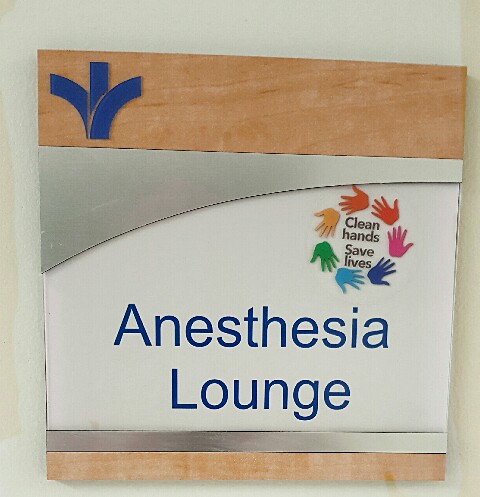 Clean
hands
Save
lives
Anesthesia
Lounge